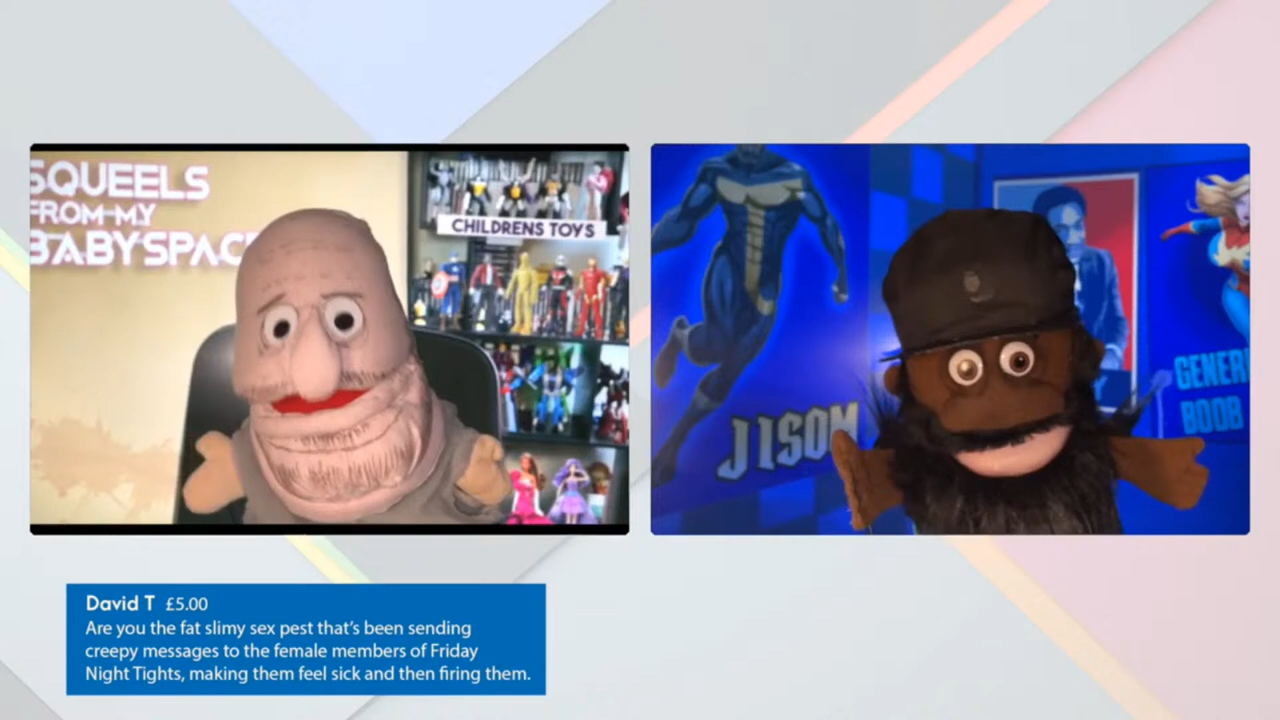 SQUEELS
FROM MY
BABYSPAC
CHILDRENS TOYS
JISOM
GENER
BOOB
David T £5.00
Are you the fat slimy sex pest that's been sending
creepy messages to the female members of Friday
Night Tights, making them feel sick and then firing them.